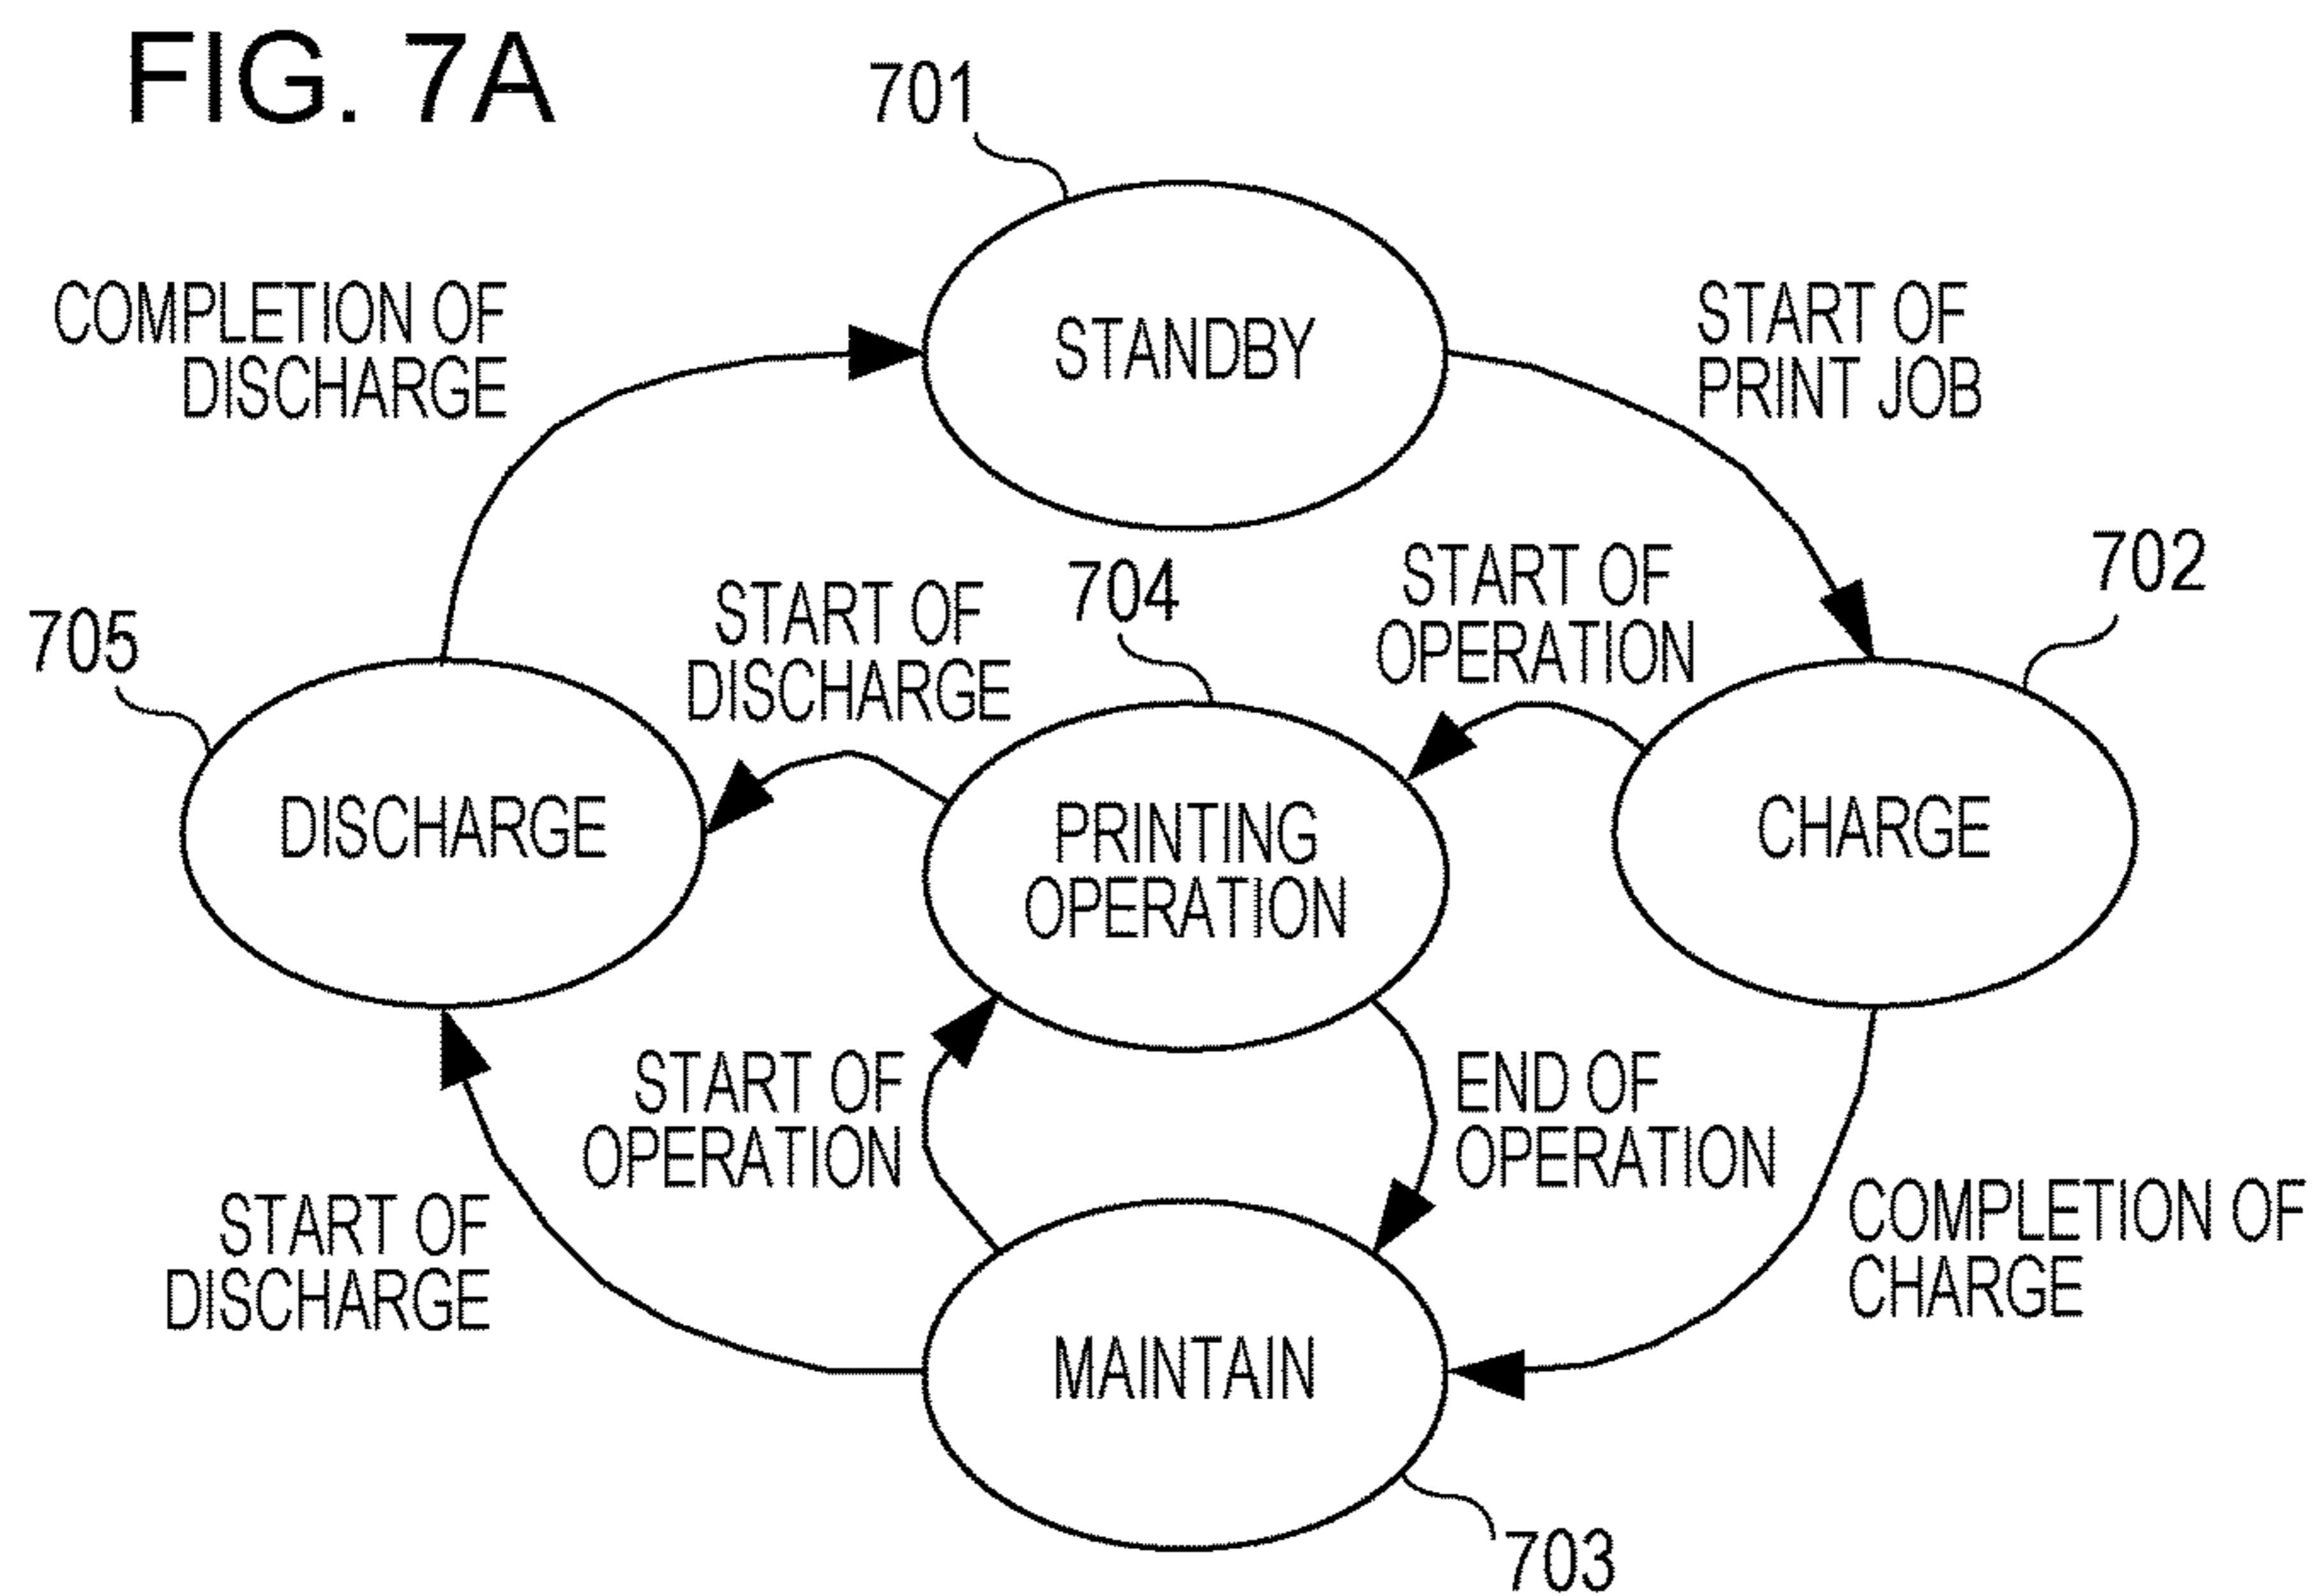 FIG. 7A
701
STANDBY
COMPLETION OF
DISCHARGE
START OF
PRINT JOB
702
START OF
OPERATION
704
START OF
DISCHARGE
705
DISCHARGE
PRINTING
OPERATION
CHARGE
START OF
OPERATION
END OF
OPERATION
START OF
DISCHARGE
COMPLETION OF
CHARGE
MAINTAIN
703